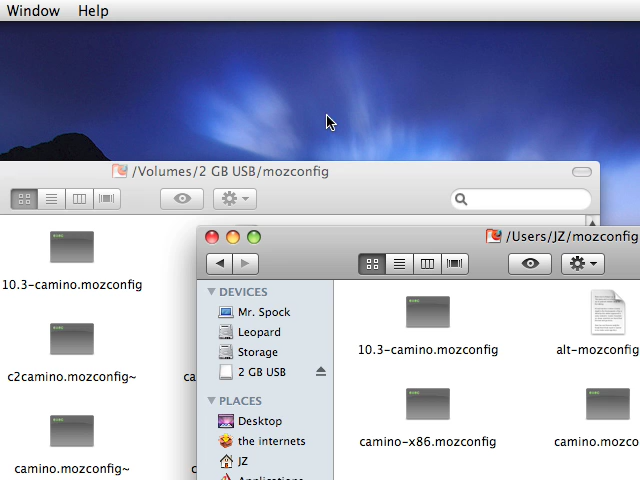 Window Help
/Volumes/2 GB USB/mozconfig
10.3-camino.mozconfig
c2camino.mozconfig~
camino.mozconfig~
/Users/JZ/mozconfig
DEVICES
Mr. Spock
Leopard
Storage
2 GB USB
PLACES
Desktop
the internets
JZ
Applications
10.3-camino.mozconfig
alt-mozconfig
camino-x86.mozconfig
camino.mozco